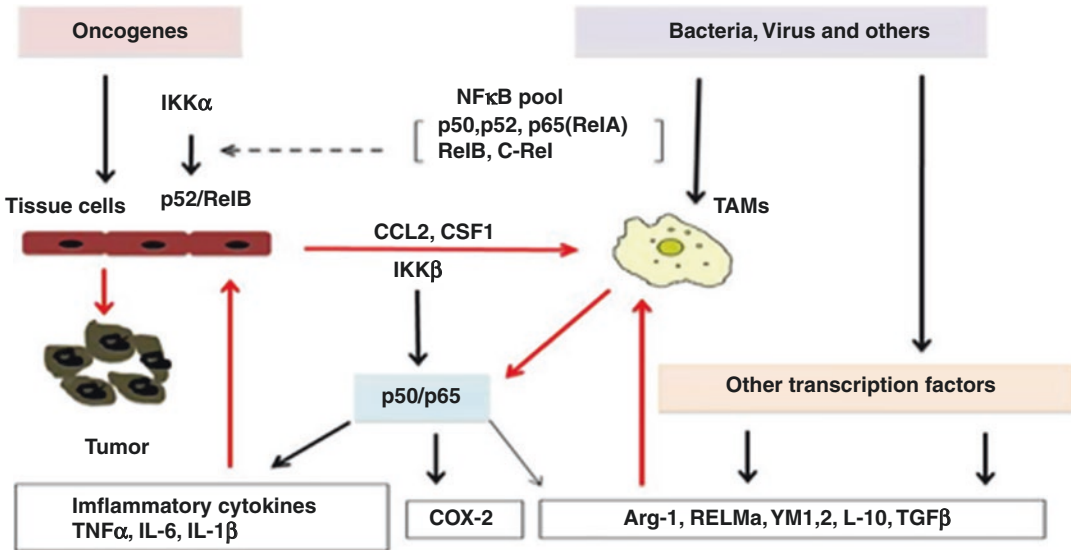 Oncogenes
Bacteria, Virus and others
IKKα
NFκB pool
p50,p52, p65(RelA)
RelB, C-Rel
Tissue cells
p52/RelB
TAMs
CCL2, CSF1
IKKβ
p50/p65
Other transcription factors
Tumor
Imflammatory cytokines
TNFα, IL-6, IL-1β
COX-2
Arg-1, RELMa, YM1,2, L-10, TGFβ